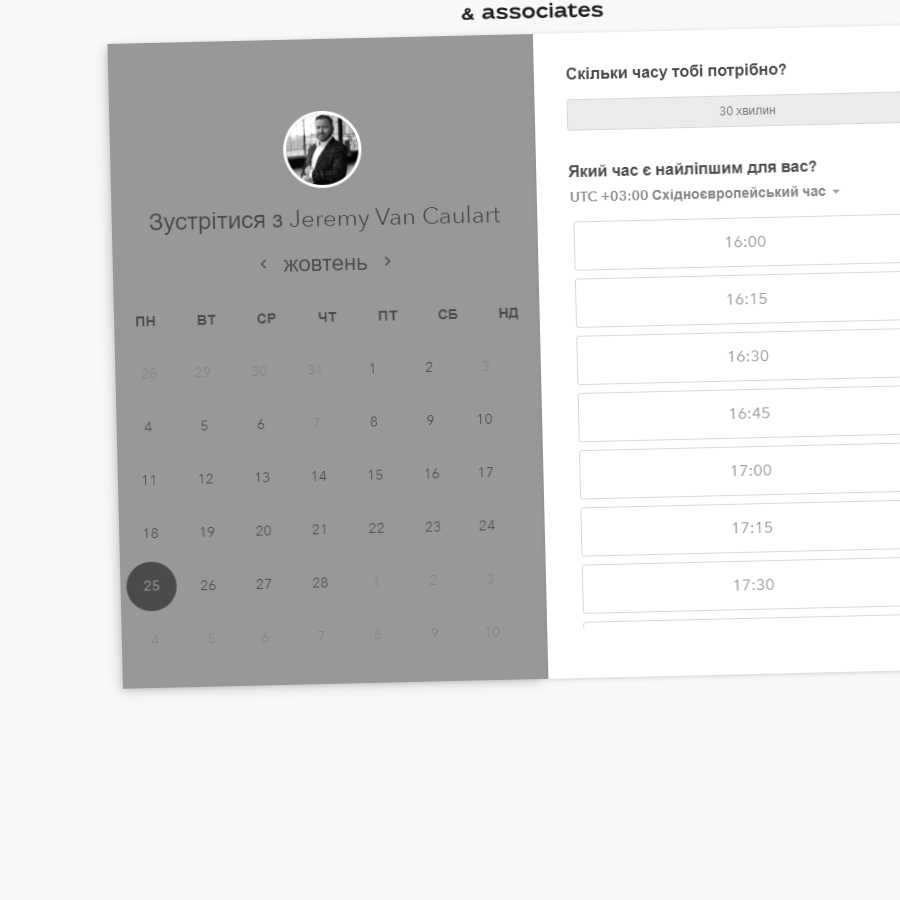 & associates
Зустрітися з Jeremy Van Caulart
жовтень
ПН ВТ СР ЧТ ПТ СБ НД
28 29 30 31 1 2 3
4 5 6 7 8 9 10
11 12 13 14 15 16 17
18 19 20 21 22 23 24
25 26 27 28 1 2 3
4 5 6 7 8 9 10
Скільки часу тобі потрібно?
30 хвилин
Який час є найліпшим для вас?
UTC +03:00 Східноєвропейський час
16:00
16:15
16:30
16:45
17:00
17:15
17:30